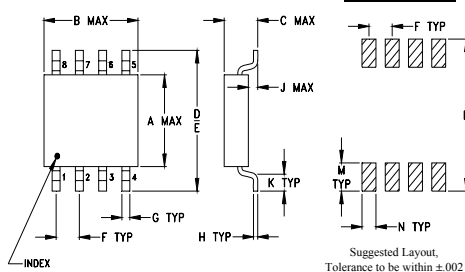 B MAX
C MAX
F TYP
8 7 6 5
J MAX
A MAX
D
E
1 2 3 4
K TYP
M
TYP
G TYP
F TYP
H TYP
N TYP
INDEX
Suggested Layout,
Tolerance to be within ±.002